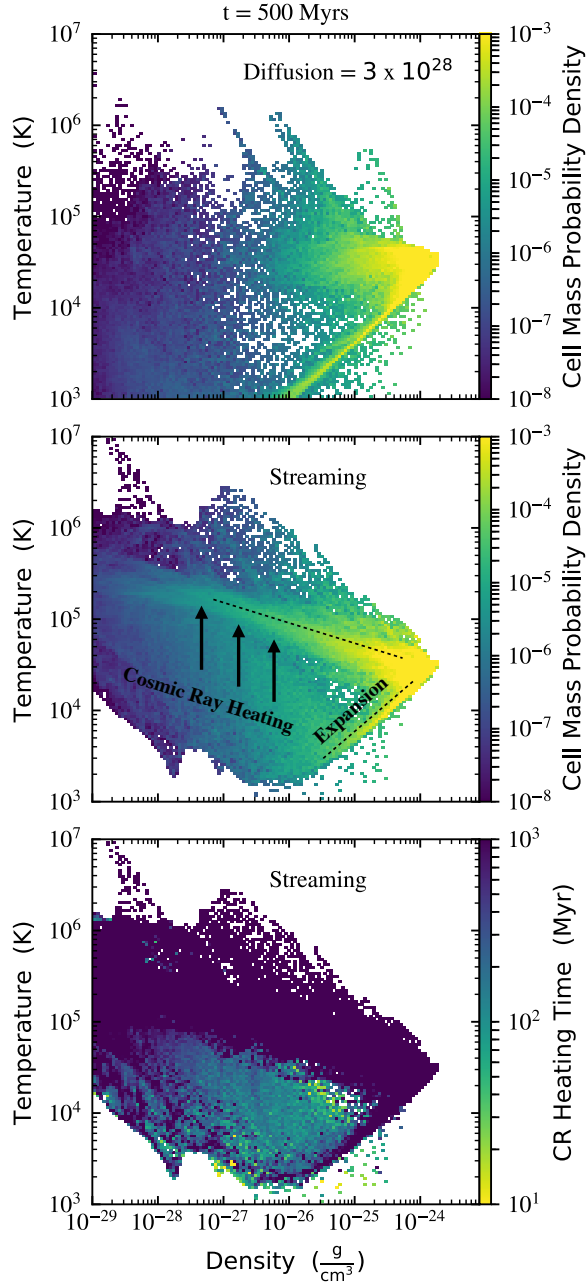 t = 500 Myrs
Diffusion = 3 x 10^28
10^7
10^6
10^5
10^4
10^3
Temperature (K)
10^−3
10^−4
10^−5
10^−6
10^−7
10^−8
Cell Mass Probability Density
Streaming
10^7
10^6
10^5
10^4
10^3
Temperature (K)
Cosmic Ray Heating
Expansion
10^−3
10^−4
10^−5
10^−6
10^−7
10^−8
Cell Mass Probability Density
Streaming
10^7
10^6
10^5
10^4
10^3
Temperature (K)
10^3
10^2
10^1
CR Heating Time (Myr)
10^−29 10^−28 10^−27 10^−26 10^−25 10^−24
Density (g/cm^3)